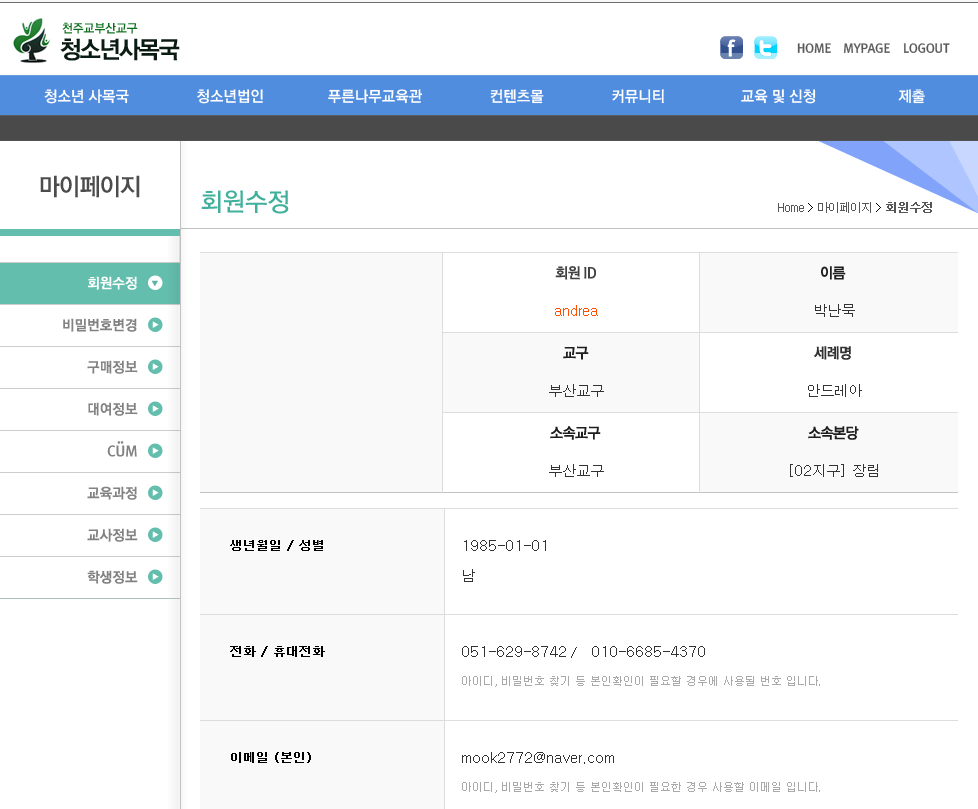 천주교부산교구
청소년사목국
HOME MYPAGE LOGOUT
청소년 사목국 청소년법인 푸른나무교육관 컨텐츠몰 커뮤니티 교육 및 신청 제출
마이페이지
회원수정
Home > 마이페이지 > 회원수정
회원수정
비밀번호변경
구매정보
대여정보
CÜM
교육과정
교사정보
학생정보
회원 ID 이름
andrea 박난묵
교구 세례명
부산교구 안드레아
소속교구 소속본당
부산교구 [02지구] 장림
생년월일 / 성별 1985-01-01
남
전화 / 휴대전화 051-629-8742 / 010-6685-4370
아이디, 비밀번호 찾기 등 본인확인이 필요할 경우에 사용될 번호 입니다.
이메일 (본인) mook2772@naver.com
아이디, 비밀번호 찾기 등 본인확인이 필요한 경우 사용할 이메일 입니다.